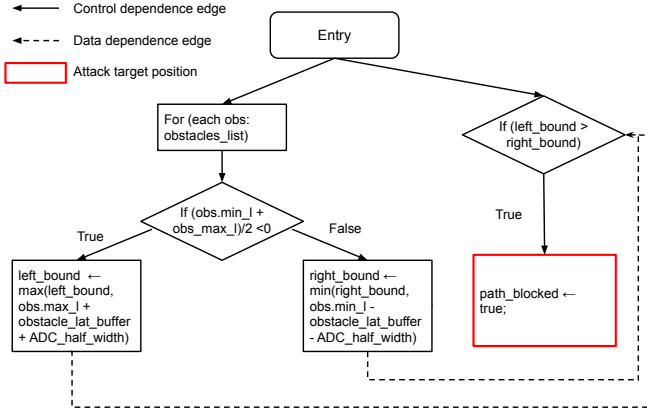 Control dependence edge
Data dependence edge
Attack target position
Entry
For (each obs:
obstacles_list)
If (left_bound >
right_bound)
If (obs.min_l +
obs_max_l)/2 <0
True
False
True
left_bound ←
max(left_bound,
obs.max_l +
obstacle_lat_buffer
+ ADC_half_width)
right_bound ←
min(right_bound,
obs.min_l -
obstacle_lat_buffer
- ADC_half_width)
path_blocked ←
true;